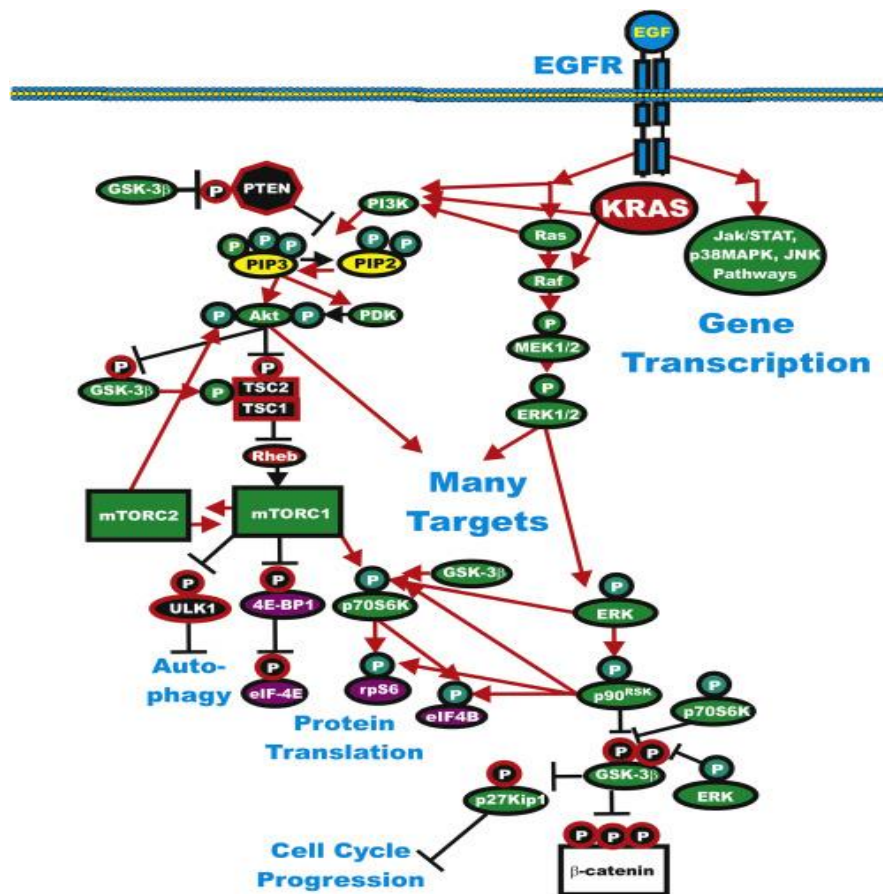 EGF
EGFR
GSK-3β
P
PTEN
PI3K
KRAS
Ras
Jak/STAT,
p38MAPK, JNK
Pathways
P P P
PIP3
P P
PIP2
Raf
Gene
Transcription
P Akt P
PDK
P
MEK1/2
P
GSK-3β
P
P
TSC2
TSC1
P
ERK1/2
Rheb
Many
Targets
mTORC2
mTORC1
P
ULK1
P
4E-BP1
P
p70S6K
GSK-3β
P
ERK
Auto-
phagy
P
eIF-4E
P
rpS6
P
eIF4B
P
p90RSK
P
p70S6K
Protein
Translation
P P
GSK-3β
P
ERK
P
p27Kip1
Cell Cycle
Progression
P P P
β-catenin